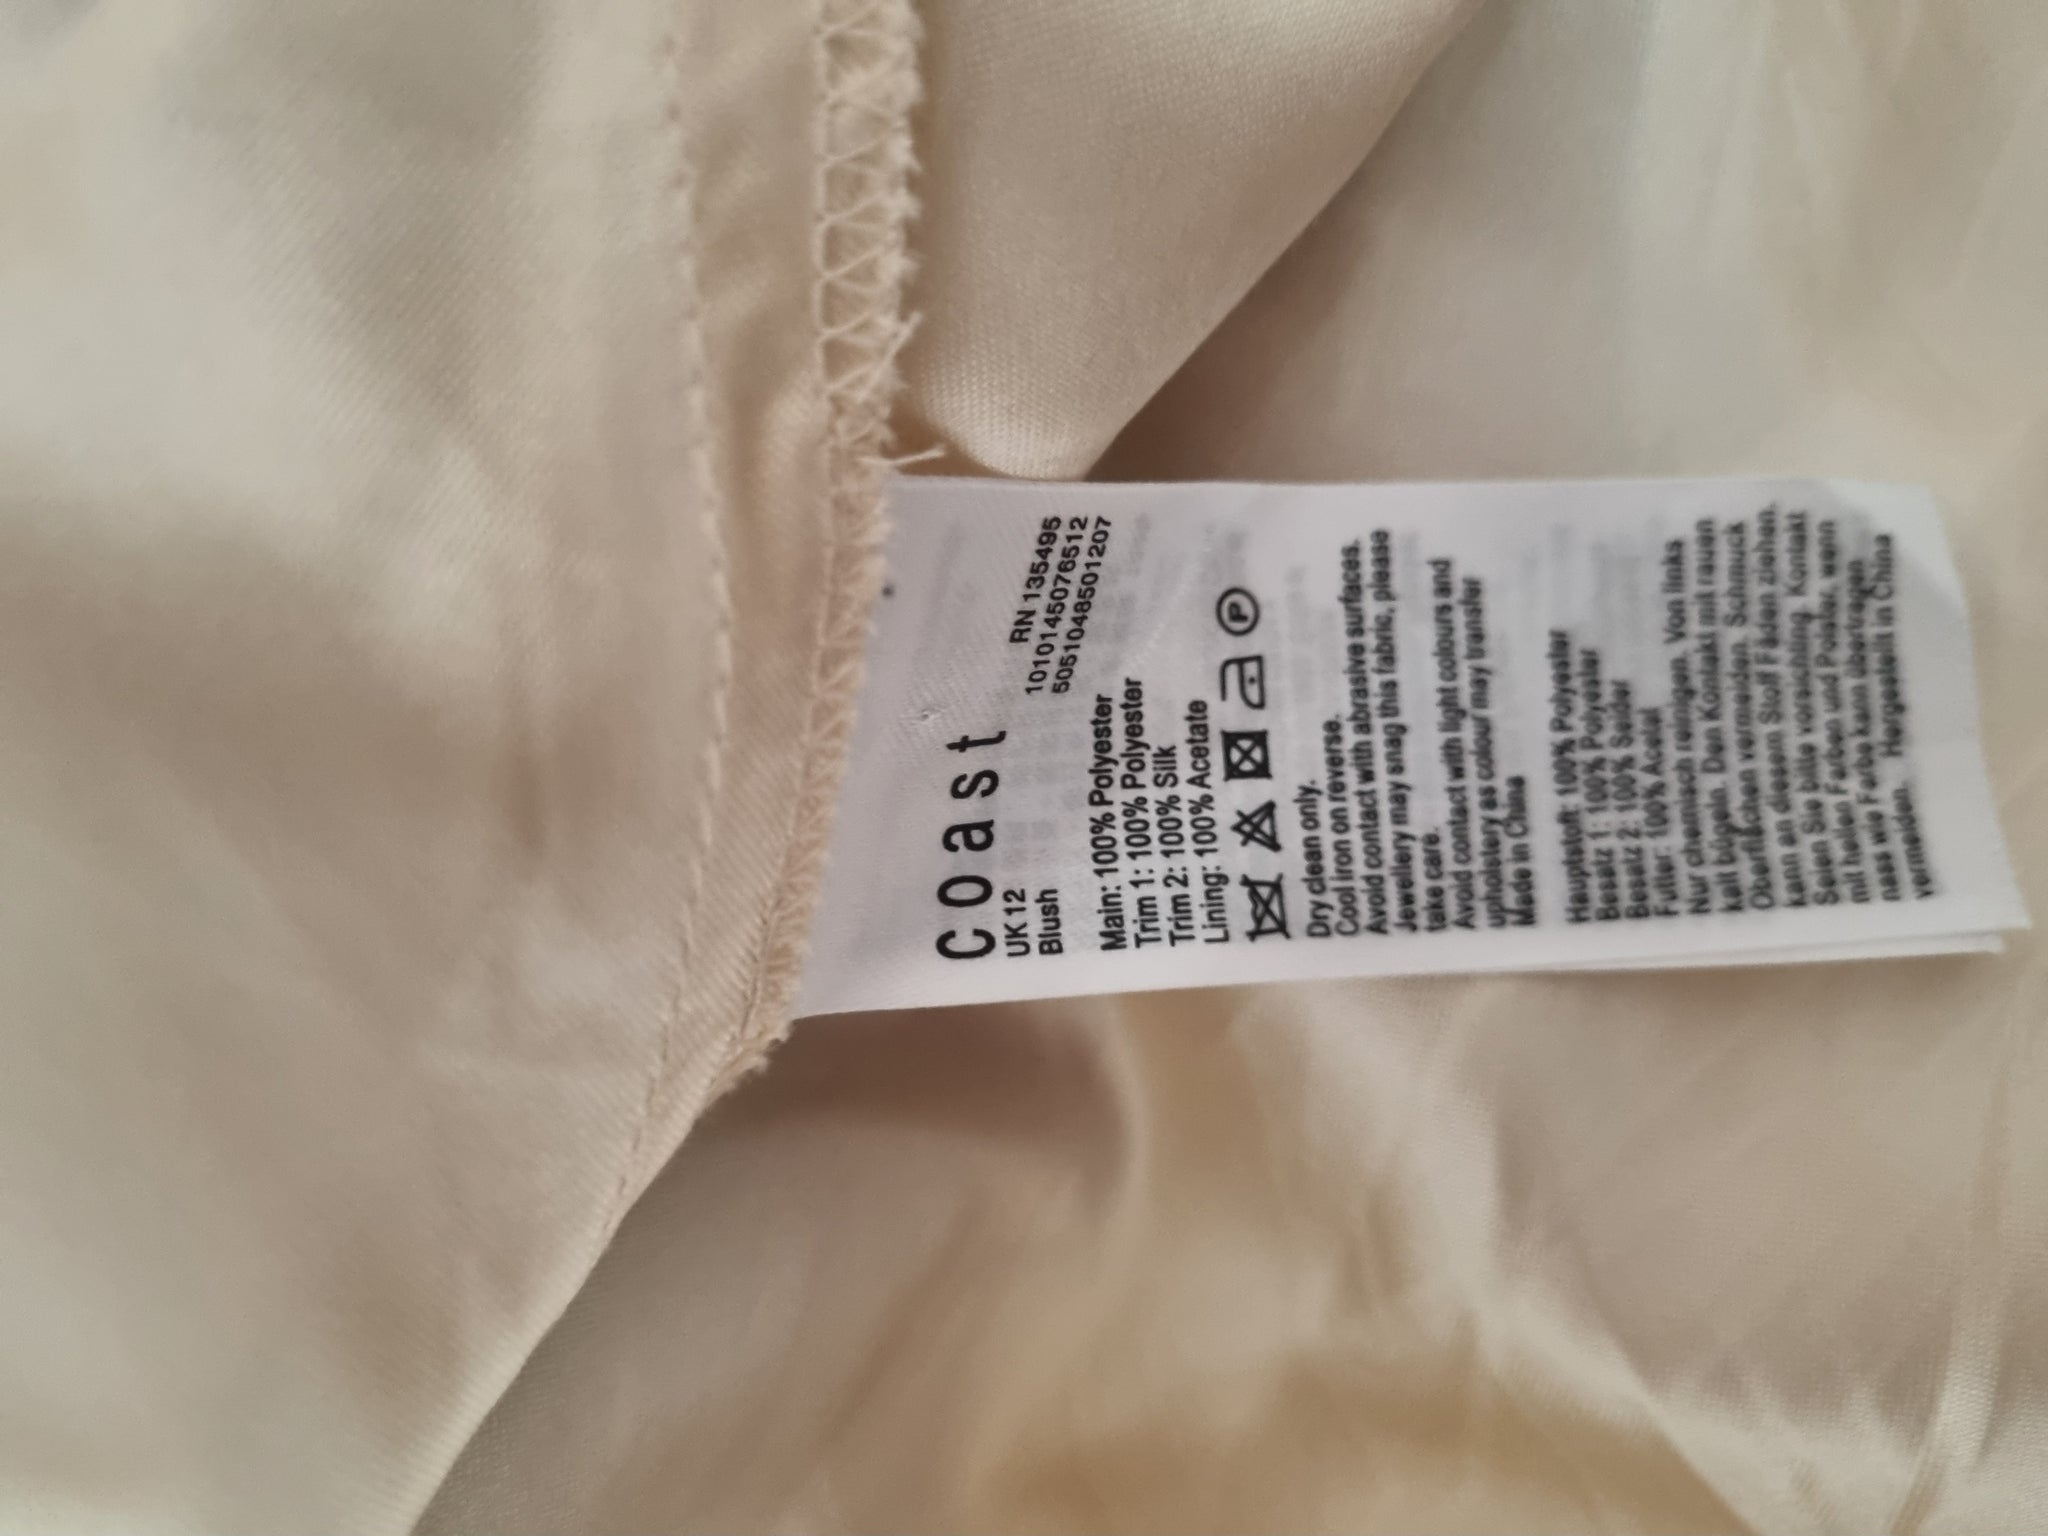 coast
UK12
Blush
RN 135495
1010145076512
5051048501207
Main: 100% Polyester
Trim 1: 100% Polyester
Trim 2: 100% Silk
Lining: 100% Acetate
P
Dry clean only.
Cool iron on reverse.
Avoid contact with abrasive surfaces.
Jewellery may snag this fabric, please
take care.
Avoid contact with light colours and
upholstery as colour may transfer
Made in China
Hauptstoff: 100% Polyester
Besatz 1: 100% Polyester
Besatz 2: 100% Seide
Futter: 100% Acetat
Nur chemisch reinigen. Von links
kalt bügeln. Den Kontakt mit rauen
Oberflächen vermeiden. Schmuck
kann an diesem Stoff Fäden ziehen.
Seien Sie bitte vorsichtig. Kontakt
mit hellen Farben und Polster, wenn
nass wie Farbe kann übertragen
vermeiden. Hergestellt in China